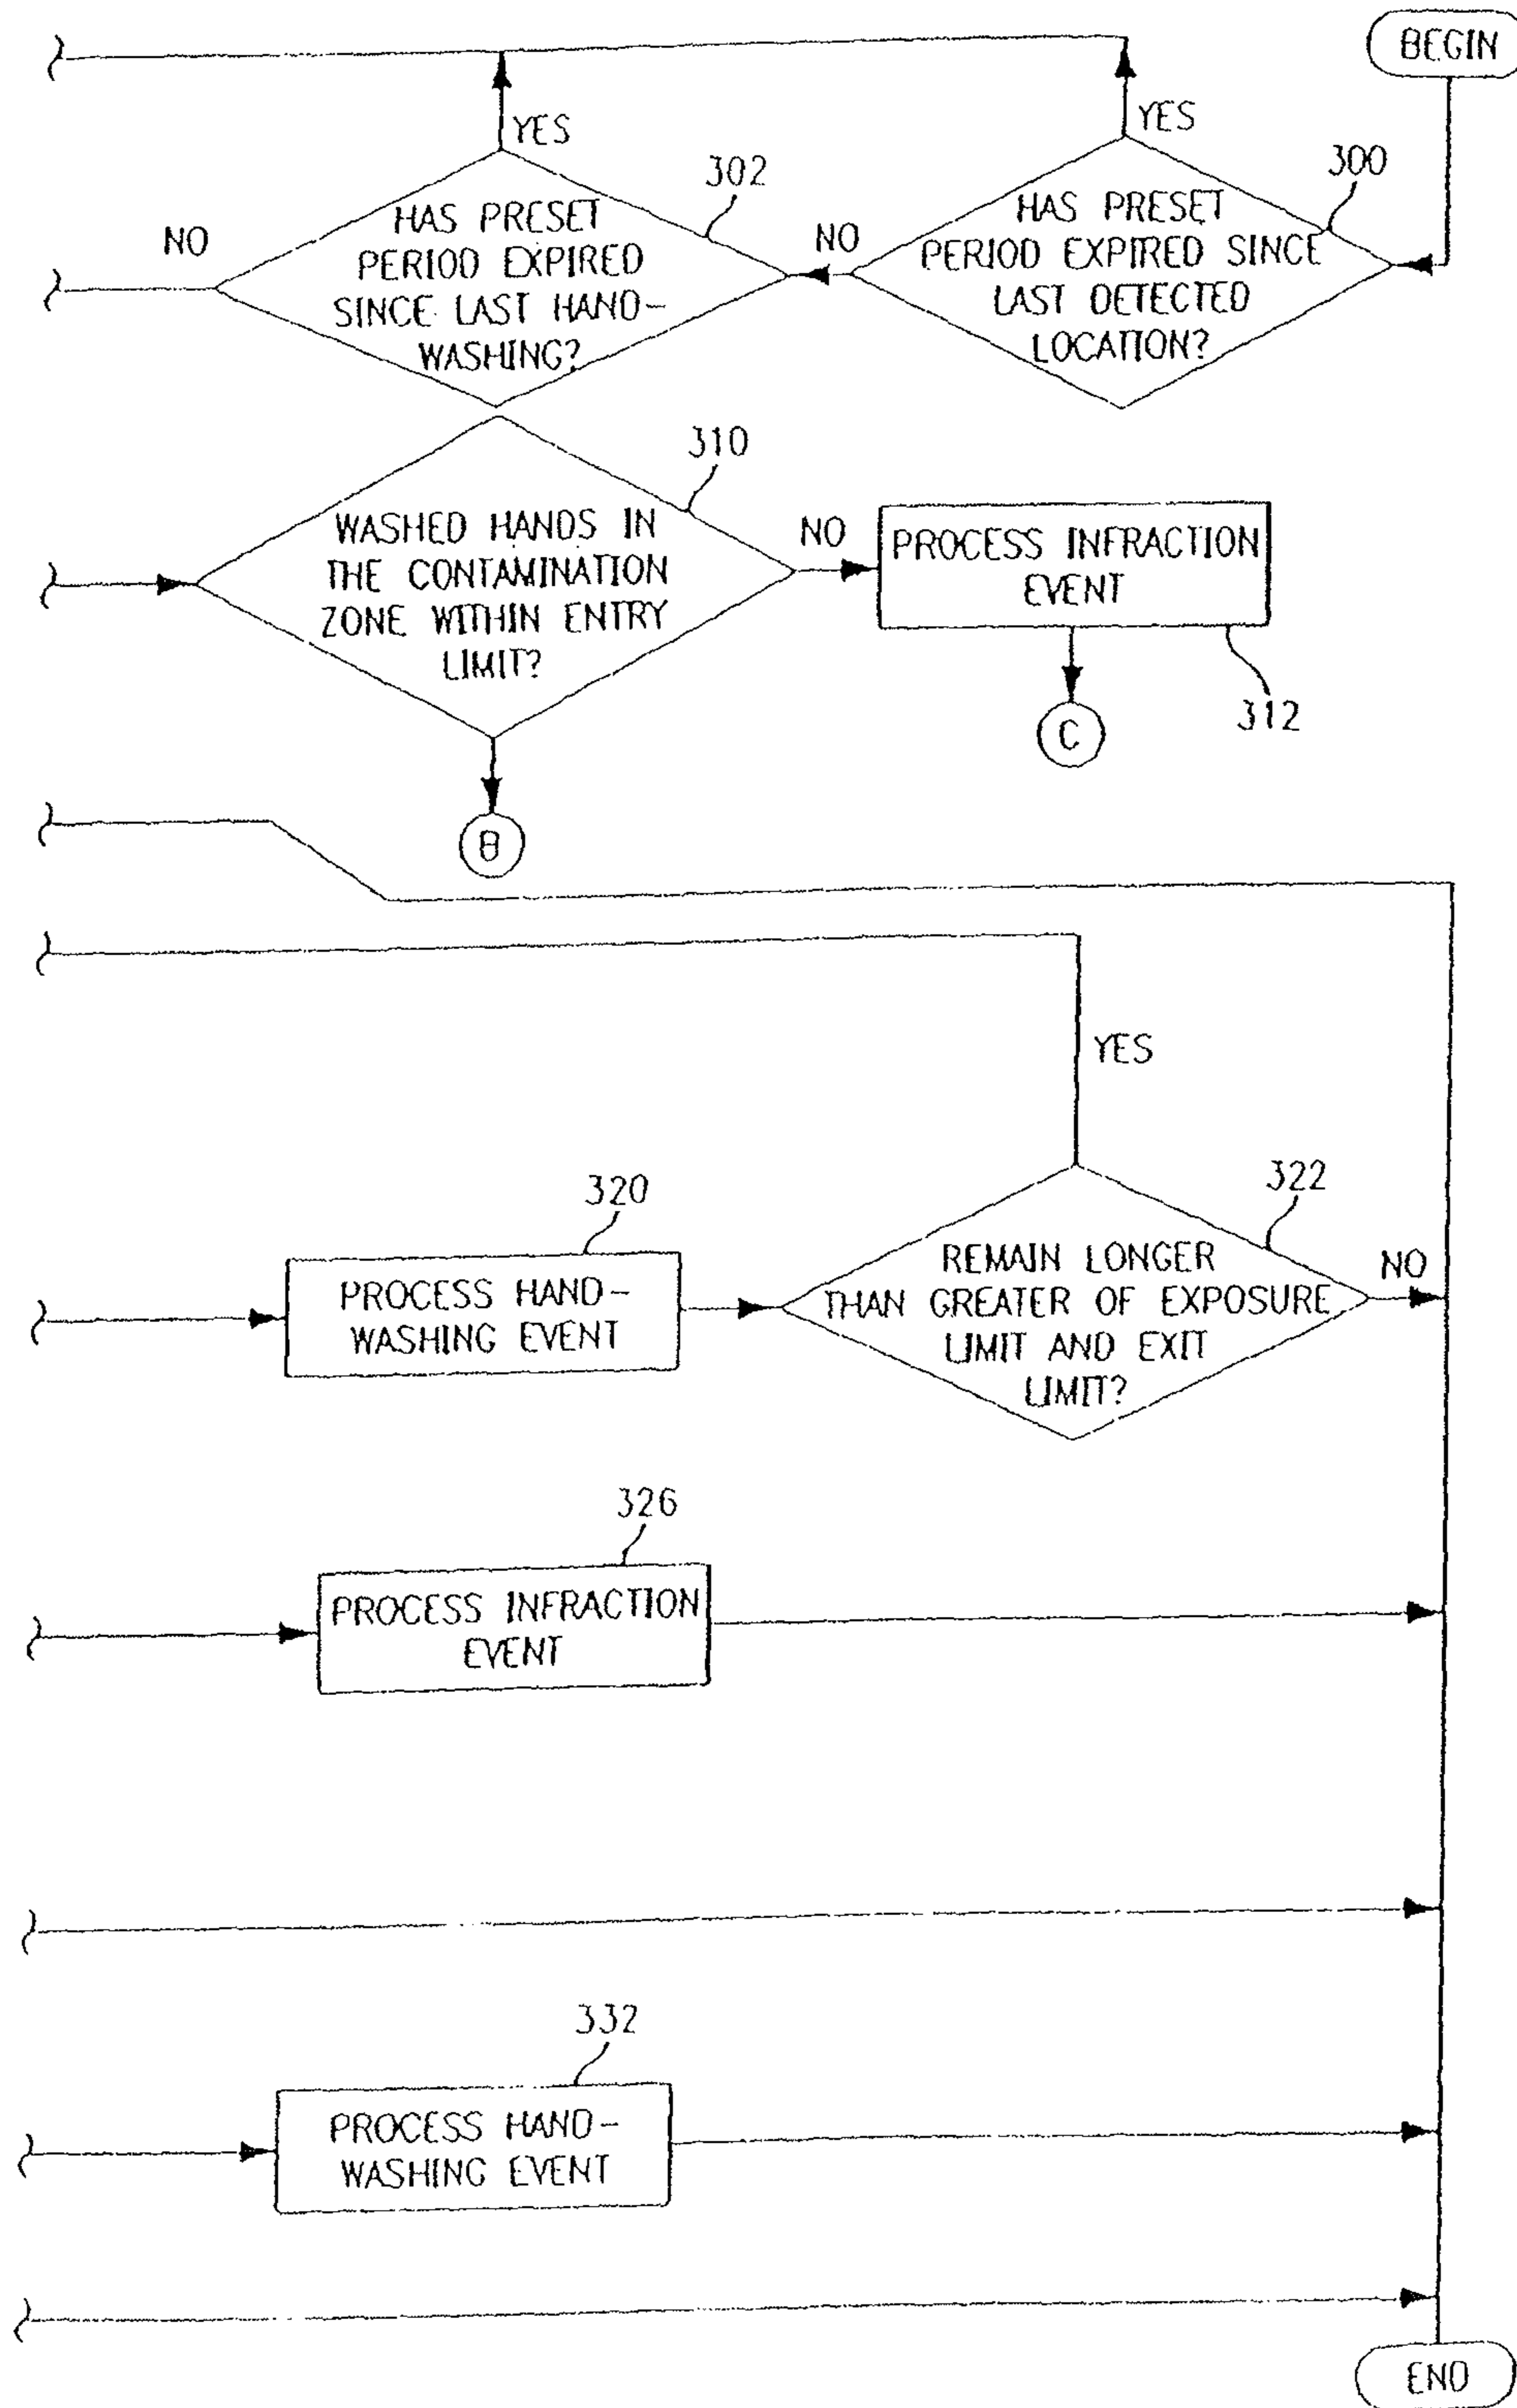 BEGIN
YES
YES
300
302
HAS PRESET
PERIOD EXPIRED SINCE
LAST DETECTED
LOCATION?
NO
HAS PRESET
PERIOD EXPIRED
SINCE LAST HAND-
WASHING?
NO
310
WASHED HANDS IN
THE CONTAMINATION
ZONE WITHIN ENTRY
LIMIT?
NO
PROCESS INFRACTION
EVENT
312
C
B
YES
320
PROCESS HAND-
WASHING EVENT
322
REMAIN LONGER
THAN GREATER OF EXPOSURE
LIMIT AND EXIT
LIMIT?
NO
326
PROCESS INFRACTION
EVENT
332
PROCESS HAND-
WASHING EVENT
END